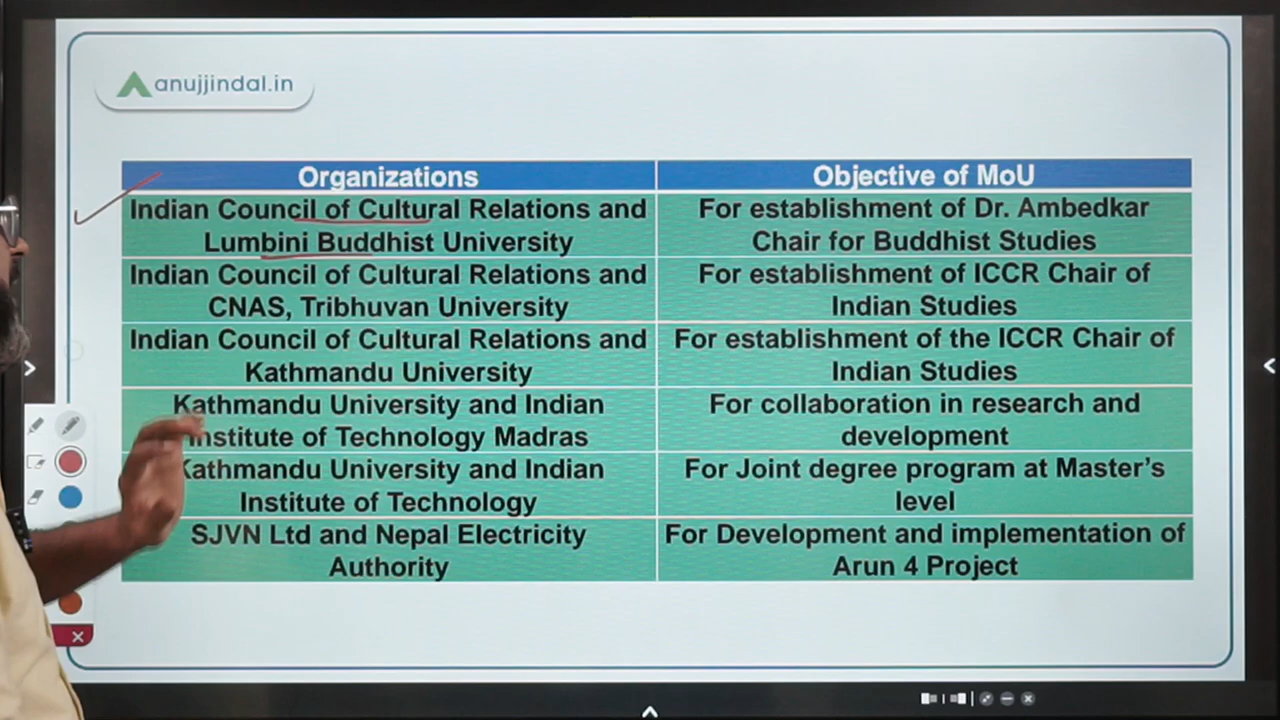 anujjindal.in
Organizations
Objective of MoU
Indian Council of Cultural Relations and
Lumbini Buddhist University
For establishment of Dr. Ambedkar
Chair for Buddhist Studies
Indian Council of Cultural Relations and
CNAS, Tribhuvan University
For establishment of ICCR Chair of
Indian Studies
Indian Council of Cultural Relations and
Kathmandu University
For establishment of the ICCR Chair of
Indian Studies
Kathmandu University and Indian
Institute of Technology Madras
For collaboration in research and
development
Kathmandu University and Indian
Institute of Technology
For Joint degree program at Master's
level
SJVN Ltd and Nepal Electricity
Authority
For Development and implementation of
Arun 4 Project